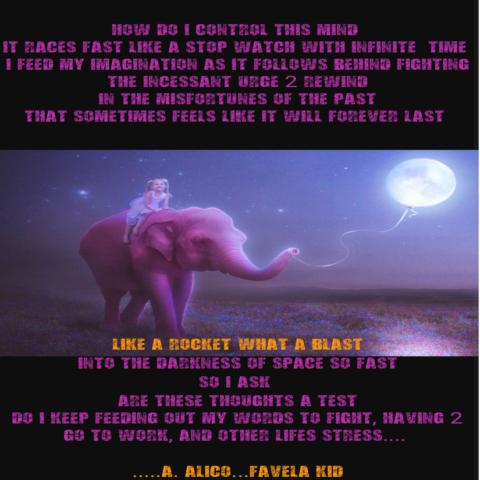 HOW DO I CONTROL THIS MIND
IT RACES FAST LIKE A STOP WATCH WITH INFINITE TIME
I FEED MY IMAGINATION AS IT FOLLOWS BEHIND FIGHTING
THE INCESSANT URGE 2 REWIND
IN THE MISFORTUNES OF THE PAST
THAT SOMETIMES FEELS LIKE IT WILL FOREVER LAST
LIKE A ROCKET WHAT A BLAST
INTO THE DARKNESS OF SPACE SO FAST
SO I ASK
ARE THESE THOUGHTS A TEST
DO I KEEP FEEDING OUT MY WORDS TO FIGHT, HAVING 2
GO TO WORK, AND OTHER LIFES STRESS....
.....A. ALICO...FAVELA KID